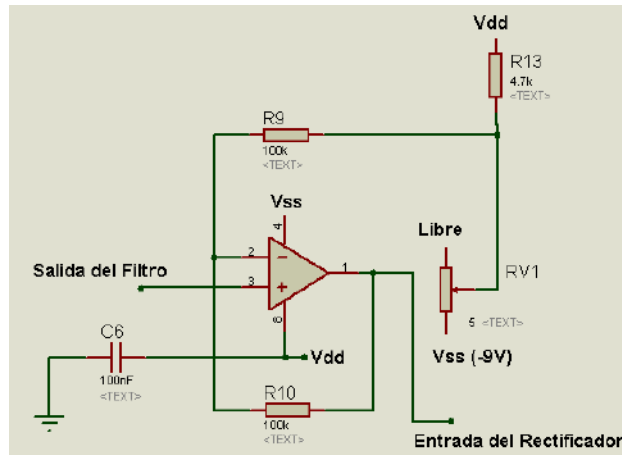 Vdd
R13
4.7k
<TEXT>
R9
100k
<TEXT>
Vss
4
2
3
1
8
Salida del Filtro
Libre
RV1
5 <TEXT>
Vss (-9V)
C6
100nF
<TEXT>
Vdd
R10
100k
<TEXT>
Entrada del Rectificador